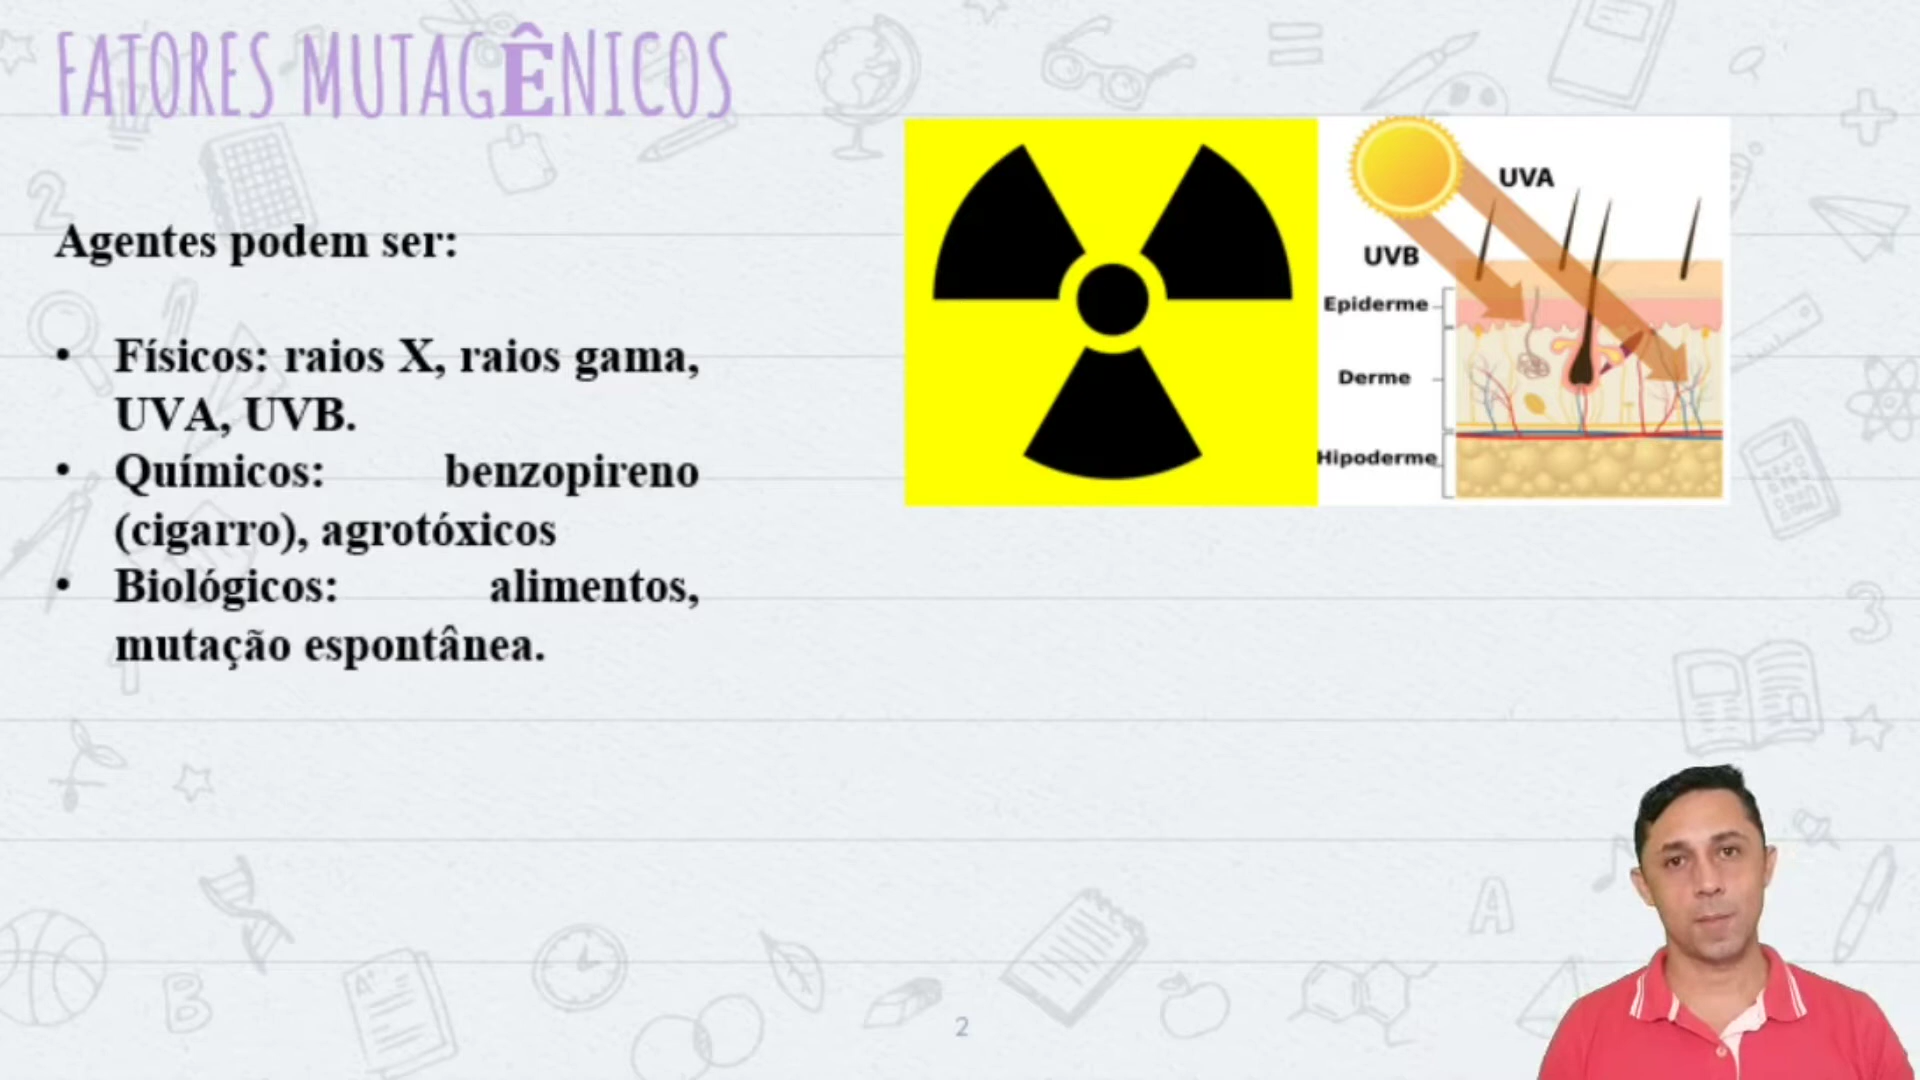 FATORES MUTAGÊNICOS
Agentes podem ser:
• Físicos: raios X, raios gama,
UVA, UVB.
• Químicos: benzopireno
(cigarro), agrotóxicos
• Biológicos: alimentos,
mutação espontânea.
UVA
UVB
Epiderme
Derme
Hipoderme
2